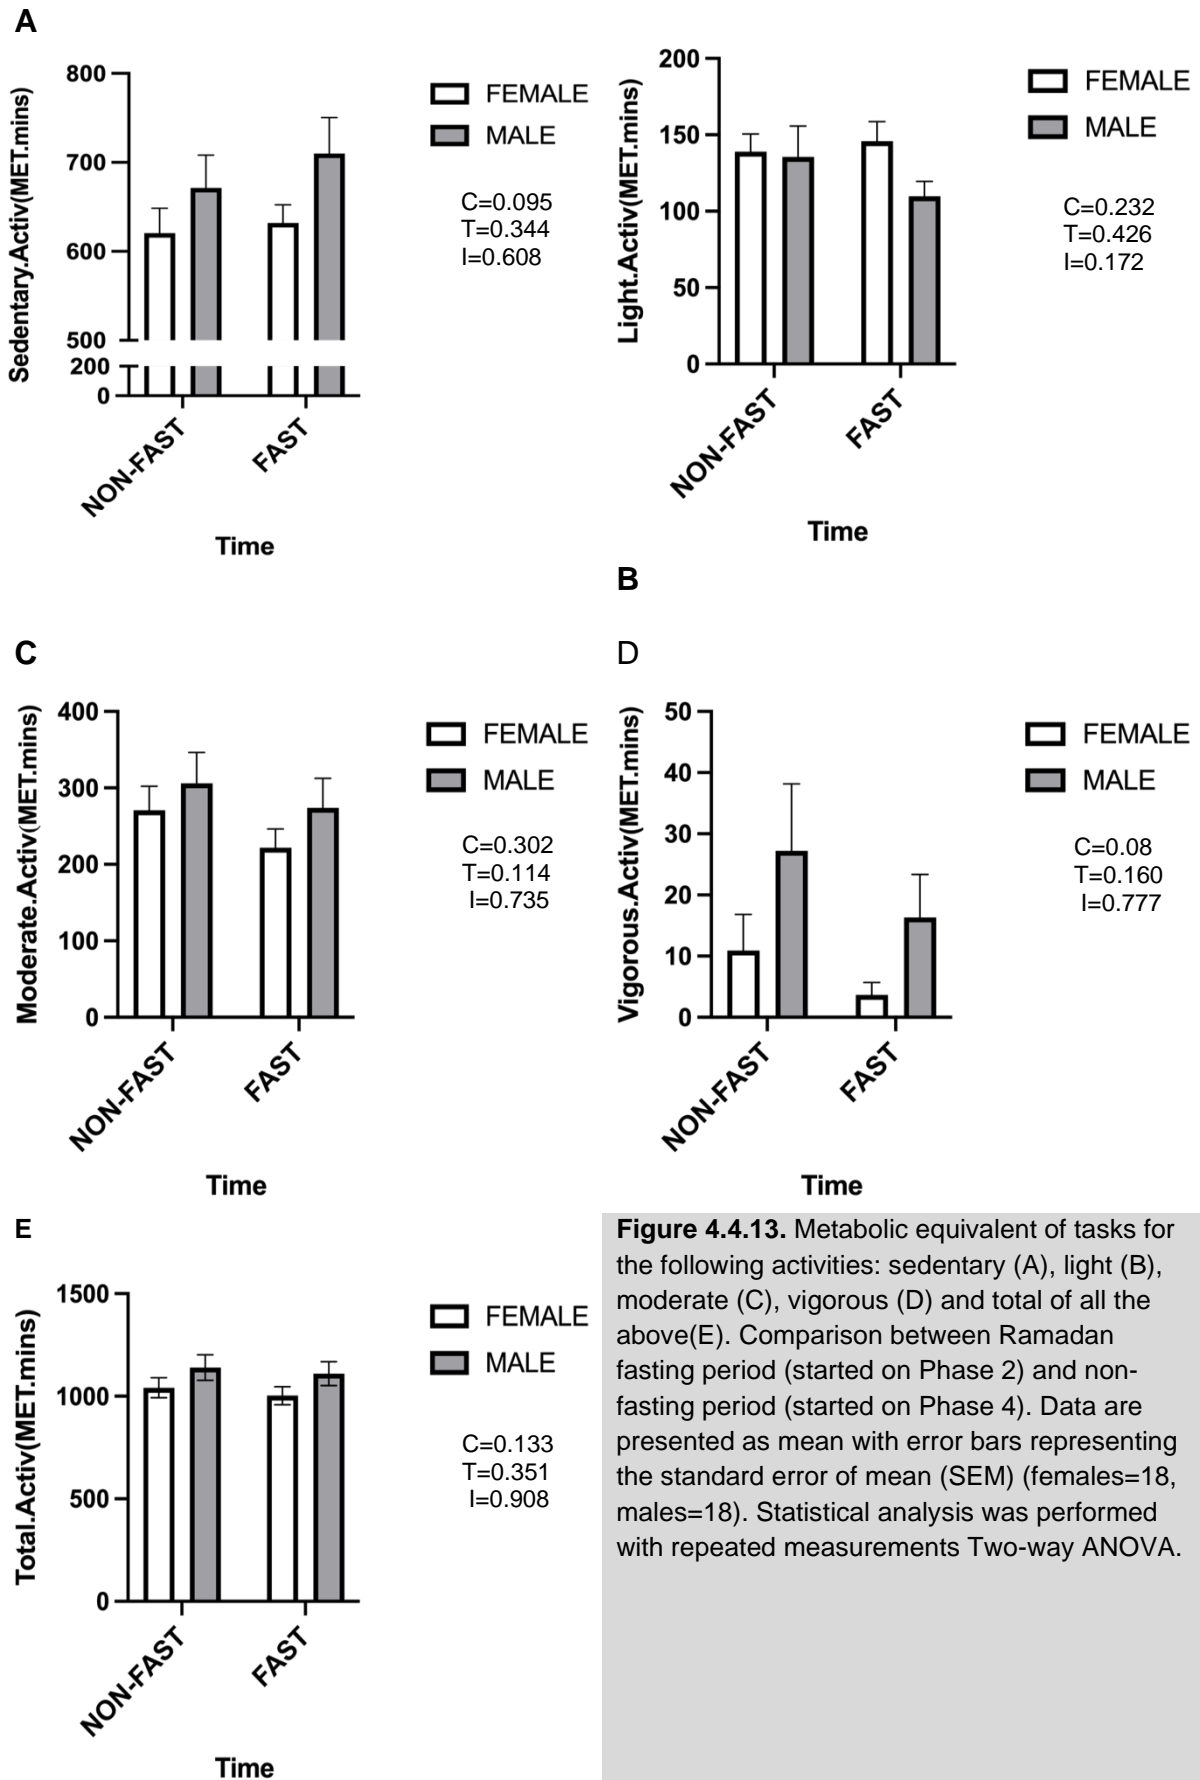 A
Sedentary.Activ(MET.mins)
800
700
600
500
200
0
NON-FAST
FAST
Time
FEMALE
MALE
C=0.095
T=0.344
I=0.608
Light.Activ(MET.mins)
200
150
100
50
0
NON-FAST
FAST
Time
FEMALE
MALE
C=0.232
T=0.426
I=0.172
B
C
Moderate.Activ(MET.mins)
400
300
200
100
0
NON-FAST
FAST
Time
FEMALE
MALE
C=0.302
T=0.114
I=0.735
D
Vigorous.Activ(MET.mins)
50
40
30
20
10
0
NON-FAST
FAST
Time
FEMALE
MALE
C=0.08
T=0.160
I=0.777
E
Total.Activ(MET.mins)
1500
1000
500
0
NON-FAST
FAST
Time
FEMALE
MALE
C=0.133
T=0.351
I=0.908
Figure 4.4.13. Metabolic equivalent of tasks for
the following activities: sedentary (A), light (B),
moderate (C), vigorous (D) and total of all the
above(E). Comparison between Ramadan
fasting period (started on Phase 2) and non-
fasting period (started on Phase 4). Data are
presented as mean with error bars representing
the standard error of mean (SEM) (females=18,
males=18). Statistical analysis was performed
with repeated measurements Two-way ANOVA.